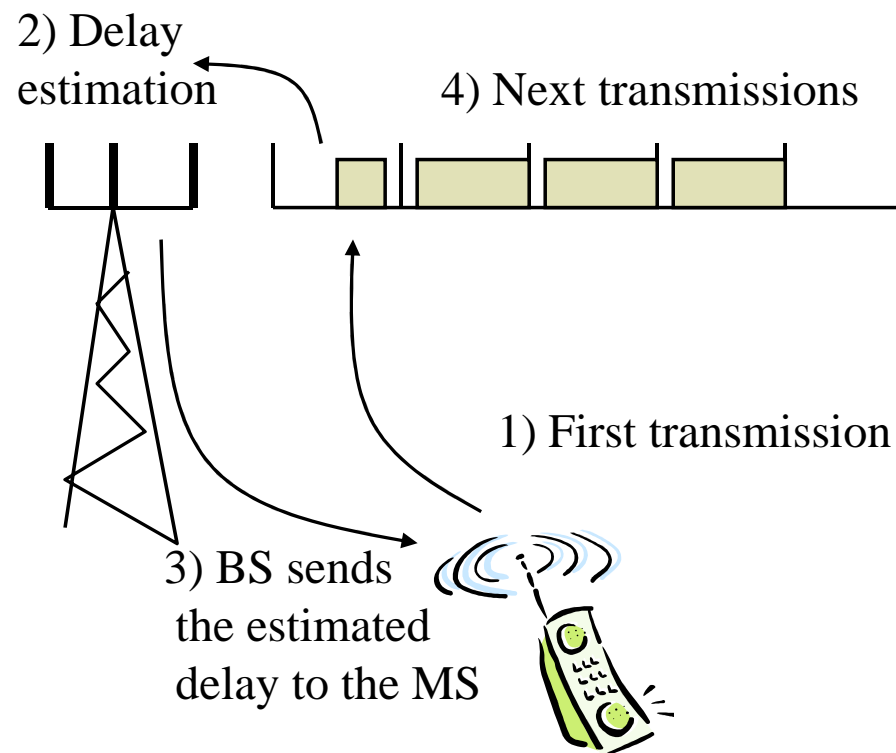 2) Delay
estimation
4) Next transmissions
1) First transmission
3) BS sends
the estimated
delay to the MS